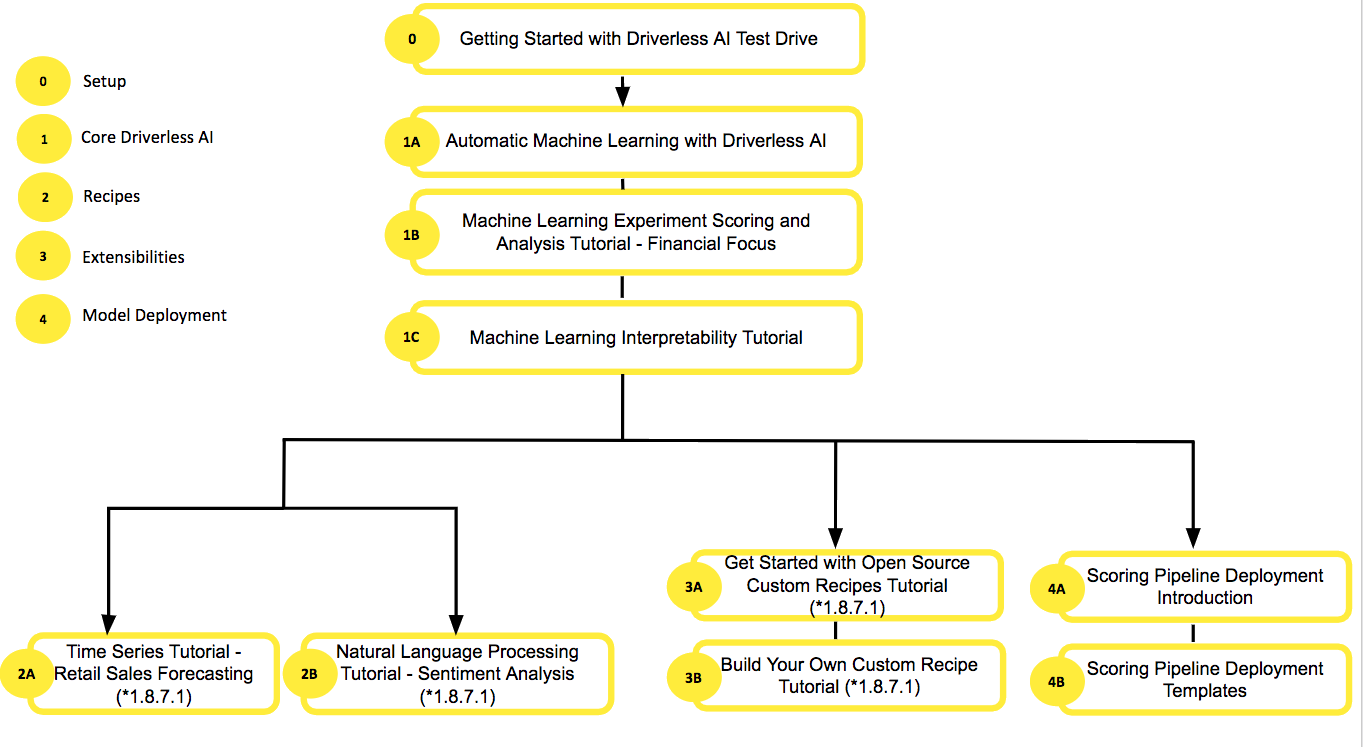 0
Getting Started with Driverless AI Test Drive
0
Setup
1
Core Driverless AI
2
Recipes
3
Extensibilities
4
Model Deployment
1A
Automatic Machine Learning with Driverless AI
1B
Machine Learning Experiment Scoring and
Analysis Tutorial - Financial Focus
1C
Machine Learning Interpretability Tutorial
2A
Time Series Tutorial -
Retail Sales Forecasting
(*1.8.7.1)
2B
Natural Language Processing
Tutorial - Sentiment Analysis
(*1.8.7.1)
3A
Get Started with Open Source
Custom Recipes Tutorial
(*1.8.7.1)
3B
Build Your Own Custom Recipe
Tutorial (*1.8.7.1)
4A
Scoring Pipeline Deployment
Introduction
4B
Scoring Pipeline Deployment
Templates